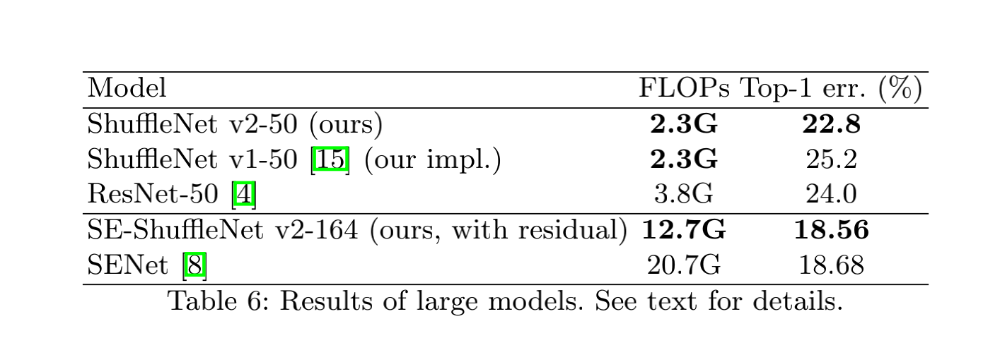 Model FLOPs Top-1 err. (%)
ShuffleNet v2-50 (ours) 2.3G 22.8
ShuffleNet v1-50 [15] (our impl.) 2.3G 25.2
ResNet-50 [4] 3.8G 24.0
SE-ShuffleNet v2-164 (ours, with residual) 12.7G 18.56
SENet [8] 20.7G 18.68
Table 6: Results of large models. See text for details.